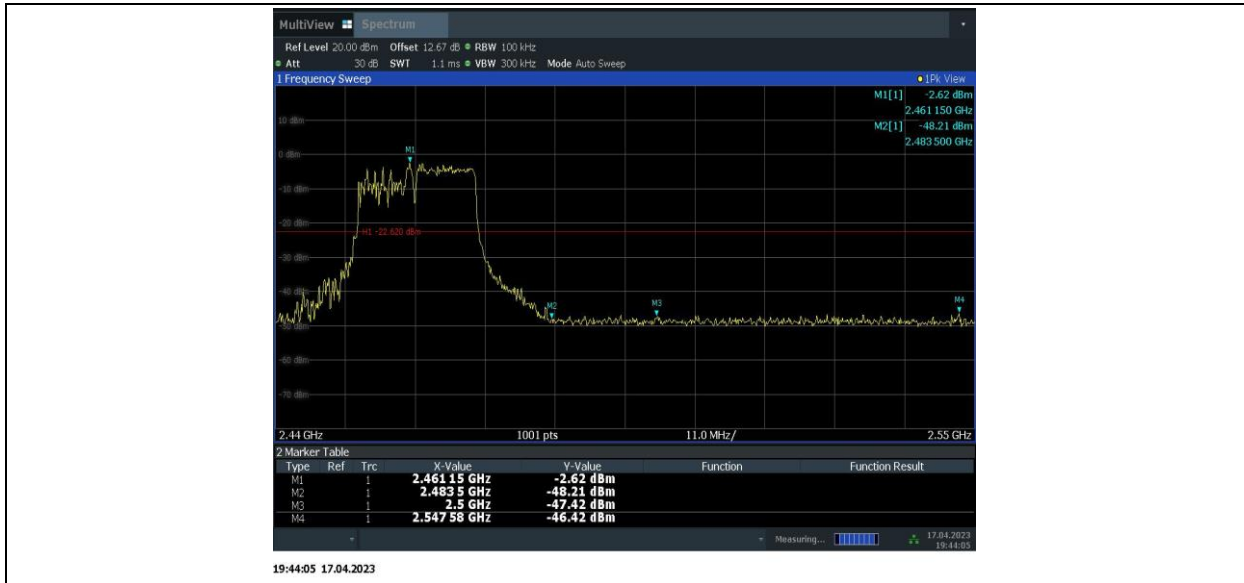 MultiView Spectrum
Ref Level 20.00 dBm Offset 12.67 dB RBW 100 kHz
Att 30 dB SWT 1.1 ms VBW 300 kHz Mode Auto Sweep
1 Frequency Sweep 1Pk View
M1[1] -2.62 dBm
2.461 150 GHz
10 dBm
M2[1] -48.21 dBm
2.483 500 GHz
0 dBm
M1
-10 dBm
-20 dBm
H1 -22.620 dBm
-30 dBm
-40 dBm
M2 M3 M4
-50 dBm
-60 dBm
-70 dBm
2.44 GHz 1001 pts 11.0 MHz/ 2.55 GHz
2 Marker Table
Type Ref Trc X-Value Y-Value Function Function Result
M1 1 2.461 15 GHz -2.62 dBm
M2 1 2.483 5 GHz -48.21 dBm
M3 1 2.5 GHz -47.42 dBm
M4 1 2.547 58 GHz -46.42 dBm
Measuring... 17.04.2023
19:44:05
19:44:05 17.04.2023